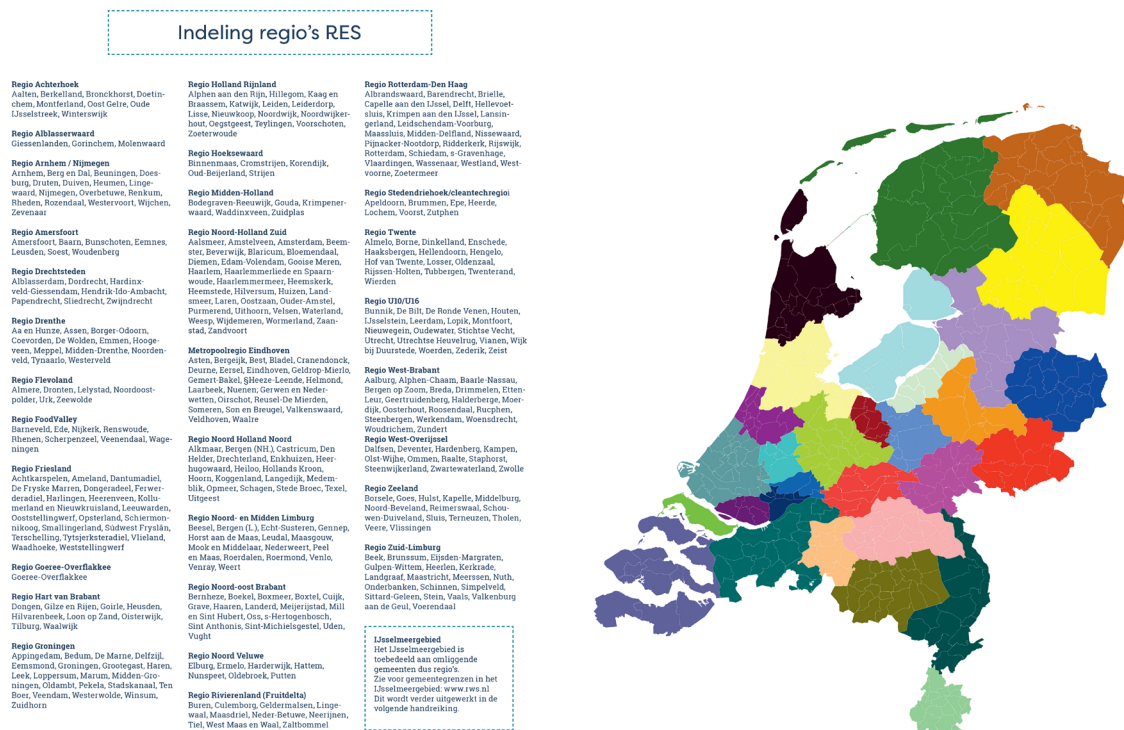 Indeling regio's RES
Regio Achterhoek
Aalten, Berkelland, Bronckhorst, Doetin-
chem, Montferland, Oost Gelre, Oude
IJsselstreek, Winterswijk
Regio Alblasserwaard
Giessenlanden, Gorinchem, Molenwaard
Regio Arnhem / Nijmegen
Arnhem, Berg en Dal, Beuningen, Does-
burg, Druten, Duiven, Heumen, Linge-
waard, Nijmegen, Overbetuwe, Renkum,
Rheden, Rozendaal, Westervoort, Wijchen,
Zevenaar
Regio Amersfoort
Amersfoort, Baarn, Bunschoten, Eemnes,
Leusden, Soest, Woudenberg
Regio Drechtsteden
Alblasserdam, Dordrecht, Hardinx-
veld-Giessendam, Hendrik-Ido-Ambacht,
Papendrecht, Sliedrecht, Zwijndrecht
Regio Drenthe
Aa en Hunze, Assen, Borger-Odoorn,
Coevorden, De Wolden, Emmen, Hooge-
veen, Meppel, Midden-Drenthe, Noorden-
veld, Tynaarlo, Westerveld
Regio Flevoland
Almere, Dronten, Lelystad, Noordoost-
polder, Urk, Zeewolde
Regio FoodValley
Barneveld, Ede, Nijkerk, Renswoude,
Rhenen, Scherpenzeel, Veenendaal, Wage-
ningen
Regio Friesland
Achtkarspelen, Ameland, Dantumadiel,
De Fryske Marren, Dongeradeel, Ferwer-
deradiel, Harlingen, Heerenveen, Kollu-
merland en Nieuwkruisland, Leeuwarden,
Ooststellingwerf, Opsterland, Schiermon-
nikoog, Smallingerland, Súdwest Fryslân,
Terschelling, Tytsjerksteradiel, Vlieland,
Waadhoeke, Weststellingwerf
Regio Goeree-Overflakkee
Goeree-Overflakkee
Regio Hart van Brabant
Dongen, Gilze en Rijen, Goirle, Heusden,
Hilvarenbeek, Loon op Zand, Oisterwijk,
Tilburg, Waalwijk
Regio Groningen
Appingedam, Bedum, De Marne, Delfzijl,
Eemsmond, Groningen, Grootegast, Haren,
Leek, Loppersum, Marum, Midden-Gro-
ningen, Oldambt, Pekela, Stadskanaal, Ten
Boer, Veendam, Westerwolde, Winsum,
Zuidhorn
Regio Holland Rijnland
Alphen aan den Rijn, Hillegom, Kaag en
Braassem, Katwijk, Leiden, Leiderdorp,
Lisse, Nieuwkoop, Noordwijk, Noordwijker-
hout, Oegstgeest, Teylingen, Voorschoten,
Zoeterwoude
Regio Hoeksewaard
Binnenmaas, Cromstrijen, Korendijk,
Oud-Beijerland, Strijen
Regio Midden-Holland
Bodegraven-Reeuwijk, Gouda, Krimpener-
waard, Waddinxveen, Zuidplas
Regio Noord-Holland Zuid
Aalsmeer, Amstelveen, Amsterdam, Beem-
ster, Beverwijk, Blaricum, Bloemendaal,
Diemen, Edam-Volendam, Gooise Meren,
Haarlem, Haarlemmerliede en Spaarn-
woude, Haarlemmermeer, Heemskerk,
Heemstede, Hilversum, Huizen, Land-
smeer, Laren, Oostzaan, Ouder-Amstel,
Purmerend, Uithoorn, Velsen, Waterland,
Weesp, Wijdemeren, Wormerland, Zaan-
stad, Zandvoort
Metropoolregio Eindhoven
Asten, Bergeijk, Best, Bladel, Cranendonck,
Deurne, Eersel, Eindhoven, Geldrop-Mierlo,
Gemert-Bakel, §Heeze-Leende, Helmond,
Laarbeek, Nuenen; Gerwen en Neder-
wetten, Oirschot, Reusel-De Mierden,
Someren, Son en Breugel, Valkenswaard,
Veldhoven, Waalre
Regio Noord Holland Noord
Alkmaar, Bergen (NH.), Castricum, Den
Helder, Drechterland, Enkhuizen, Heer-
hugowaard, Heiloo, Hollands Kroon,
Hoorn, Koggenland, Langedijk, Medem-
blik, Opmeer, Schagen, Stede Broec, Texel,
Uitgeest
Regio Noord- en Midden Limburg
Beesel, Bergen (L.), Echt-Susteren, Gennep,
Horst aan de Maas, Leudal, Maasgouw,
Mook en Middelaar, Nederweert, Peel
en Maas, Roerdalen, Roermond, Venlo,
Venray, Weert
Regio Noord-oost Brabant
Bernheze, Boekel, Boxmeer, Boxtel, Cuijk,
Grave, Haaren, Landerd, Meijerijstad, Mill
en Sint Hubert, Oss, s-Hertogenbosch,
Sint Anthonis, Sint-Michielsgestel, Uden,
Vught
Regio Noord Veluwe
Elburg, Ermelo, Harderwijk, Hattem,
Nunspeet, Oldebroek, Putten
Regio Rivierenland (Fruitdelta)
Buren, Culemborg, Geldermalsen, Linge-
waal, Maasdriel, Neder-Betuwe, Neerijnen,
Tiel, West Maas en Waal, Zaltbommel
Regio Rotterdam-Den Haag
Albrandswaard, Barendrecht, Brielle,
Capelle aan den IJssel, Delft, Hellevoet-
sluis, Krimpen aan den IJssel, Lansin-
gerland, Leidschendam-Voorburg,
Maassluis, Midden-Delfland, Nissewaard,
Pijnacker-Nootdorp, Ridderkerk, Rijswijk,
Rotterdam, Schiedam, s-Gravenhage,
Vlaardingen, Wassenaar, Westland, West-
voorne, Zoetermeer
Regio Stedendriehoek/cleantechregioi
Apeldoorn, Brummen, Epe, Heerde,
Lochem, Voorst, Zutphen
Regio Twente
Almelo, Borne, Dinkelland, Enschede,
Haaksbergen, Hellendoorn, Hengelo,
Hof van Twente, Losser, Oldenzaal,
Rijssen-Holten, Tubbergen, Twenterand,
Wierden
Regio U10/U16
Bunnik, De Bilt, De Ronde Venen, Houten,
IJsselstein, Leerdam, Lopik, Montfoort,
Nieuwegein, Oudewater, Stichtse Vecht,
Utrecht, Utrechtse Heuvelrug, Vianen, Wijk
bij Duurstede, Woerden, Zederik, Zeist
Regio West-Brabant
Aalburg, Alphen-Chaam, Baarle-Nassau,
Bergen op Zoom, Breda, Drimmelen, Etten-
Leur, Geertruidenberg, Halderberge, Moer-
dijk, Oosterhout, Roosendaal, Rucphen,
Steenbergen, Werkendam, Woensdrecht,
Woudrichem, Zundert
Regio West-Overijssel
Dalfsen, Deventer, Hardenberg, Kampen,
Olst-Wijhe, Ommen, Raalte, Staphorst,
Steenwijkerland, Zwartewaterland, Zwolle
Regio Zeeland
Borsele, Goes, Hulst, Kapelle, Middelburg,
Noord-Beveland, Reimerswaal, Schou-
wen-Duiveland, Sluis, Terneuzen, Tholen,
Veere, Vlissingen
Regio Zuid-Limburg
Beek, Brunssum, Eijsden-Margraten,
Gulpen-Wittem, Heerlen, Kerkrade,
Landgraaf, Maastricht, Meerssen, Nuth,
Onderbanken, Schinnen, Simpelveld,
Sittard-Geleen, Stein, Vaals, Valkenburg
aan de Geul, Voerendaal
IJsselmeergebied
Het IJsselmeergebied is
toebedeeld aan omliggende
gemeenten dus regio's.
Zie voor gemeentegrenzen in het
IJsselmeergebied: www.rws.nl
Dit wordt verder uitgewerkt in de
volgende handreiking.